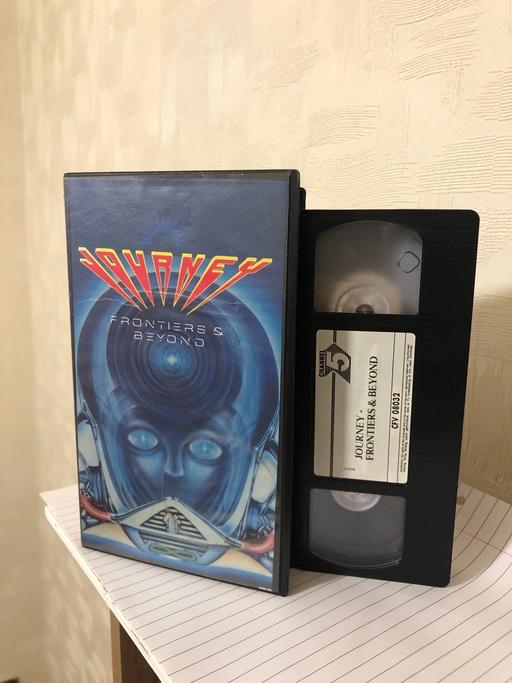 JOURNEY
FRONTIERS &
BEYOND
CHANNEL 5
JOURNEY -
FRONTIERS & BEYOND
CFV 08032